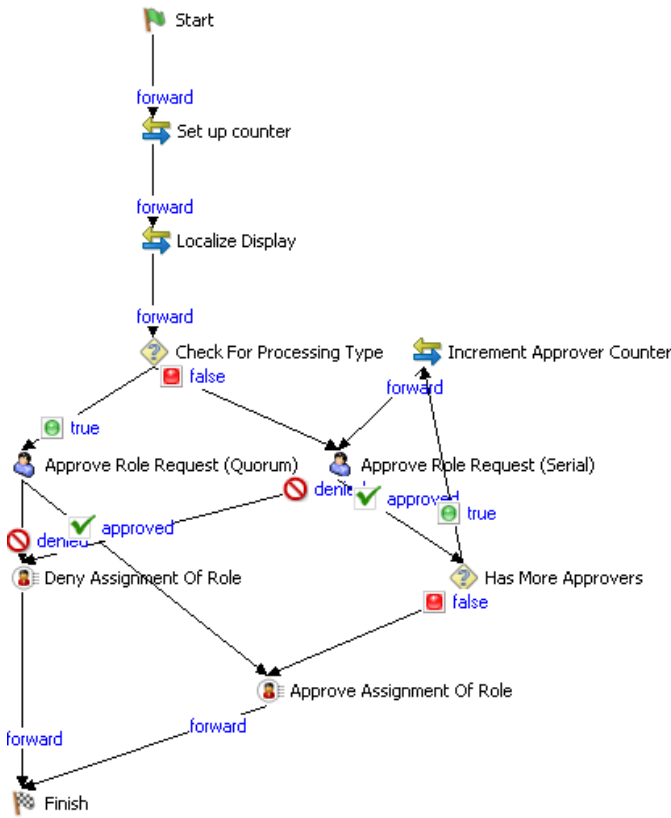 Start
forward
Set up counter
forward
Localize Display
forward
Check For Processing Type
Increment Approver Counter
false
forward
true
Approve Role Request (Quorum)
Approve Role Request (Serial)
denied
approved
true
approved
denied
Deny Assignment Of Role
Has More Approvers
false
Approve Assignment Of Role
forward
forward
Finish